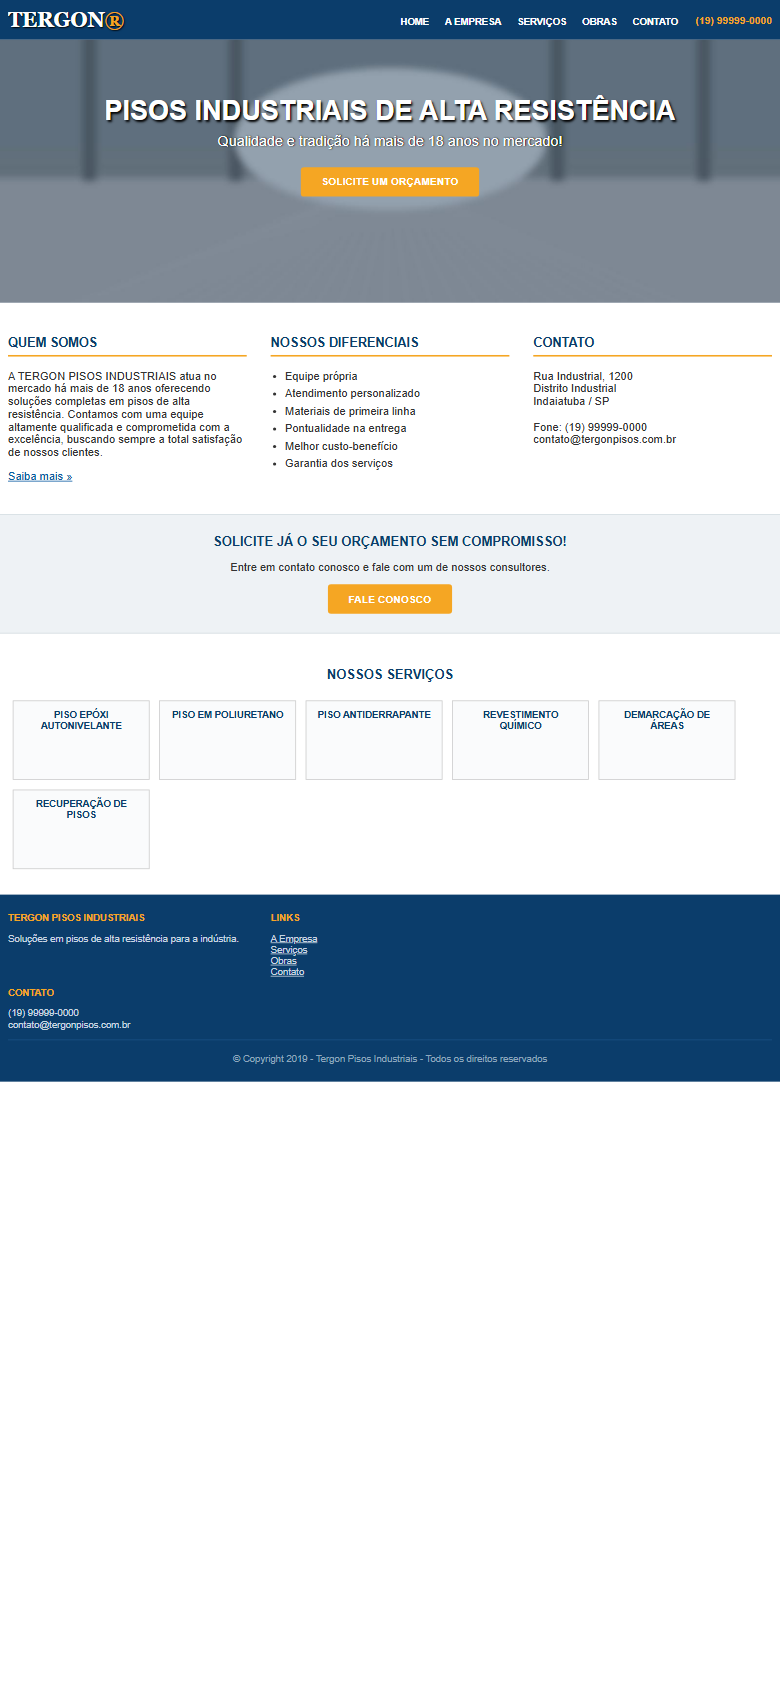 TERGON®
HOME A EMPRESA SERVIÇOS OBRAS CONTATO (19) 99999-0000
PISOS INDUSTRIAIS DE ALTA RESISTÊNCIA
Qualidade e tradição há mais de 18 anos no mercado!
SOLICITE UM ORÇAMENTO
QUEM SOMOS
A TERGON PISOS INDUSTRIAIS atua no
mercado há mais de 18 anos oferecendo
soluções completas em pisos de alta
resistência. Contamos com uma equipe
altamente qualificada e comprometida com a
excelência, buscando sempre a total satisfação
de nossos clientes.
Saiba mais »
NOSSOS DIFERENCIAIS
• Equipe própria
• Atendimento personalizado
• Materiais de primeira linha
• Pontualidade na entrega
• Melhor custo-benefício
• Garantia dos serviços
CONTATO
Rua Industrial, 1200
Distrito Industrial
Indaiatuba / SP
Fone: (19) 99999-0000
contato@tergonpisos.com.br
SOLICITE JÁ O SEU ORÇAMENTO SEM COMPROMISSO!
Entre em contato conosco e fale com um de nossos consultores.
FALE CONOSCO
NOSSOS SERVIÇOS
PISO EPÓXI
AUTONIVELANTE
PISO EM POLIURETANO
PISO ANTIDERRAPANTE
REVESTIMENTO
QUÍMICO
DEMARCAÇÃO DE
ÁREAS
RECUPERAÇÃO DE
PISOS
TERGON PISOS INDUSTRIAIS
Soluções em pisos de alta resistência para a indústria.
LINKS
A Empresa
Serviços
Obras
Contato
CONTATO
(19) 99999-0000
contato@tergonpisos.com.br
© Copyright 2019 - Tergon Pisos Industriais - Todos os direitos reservados